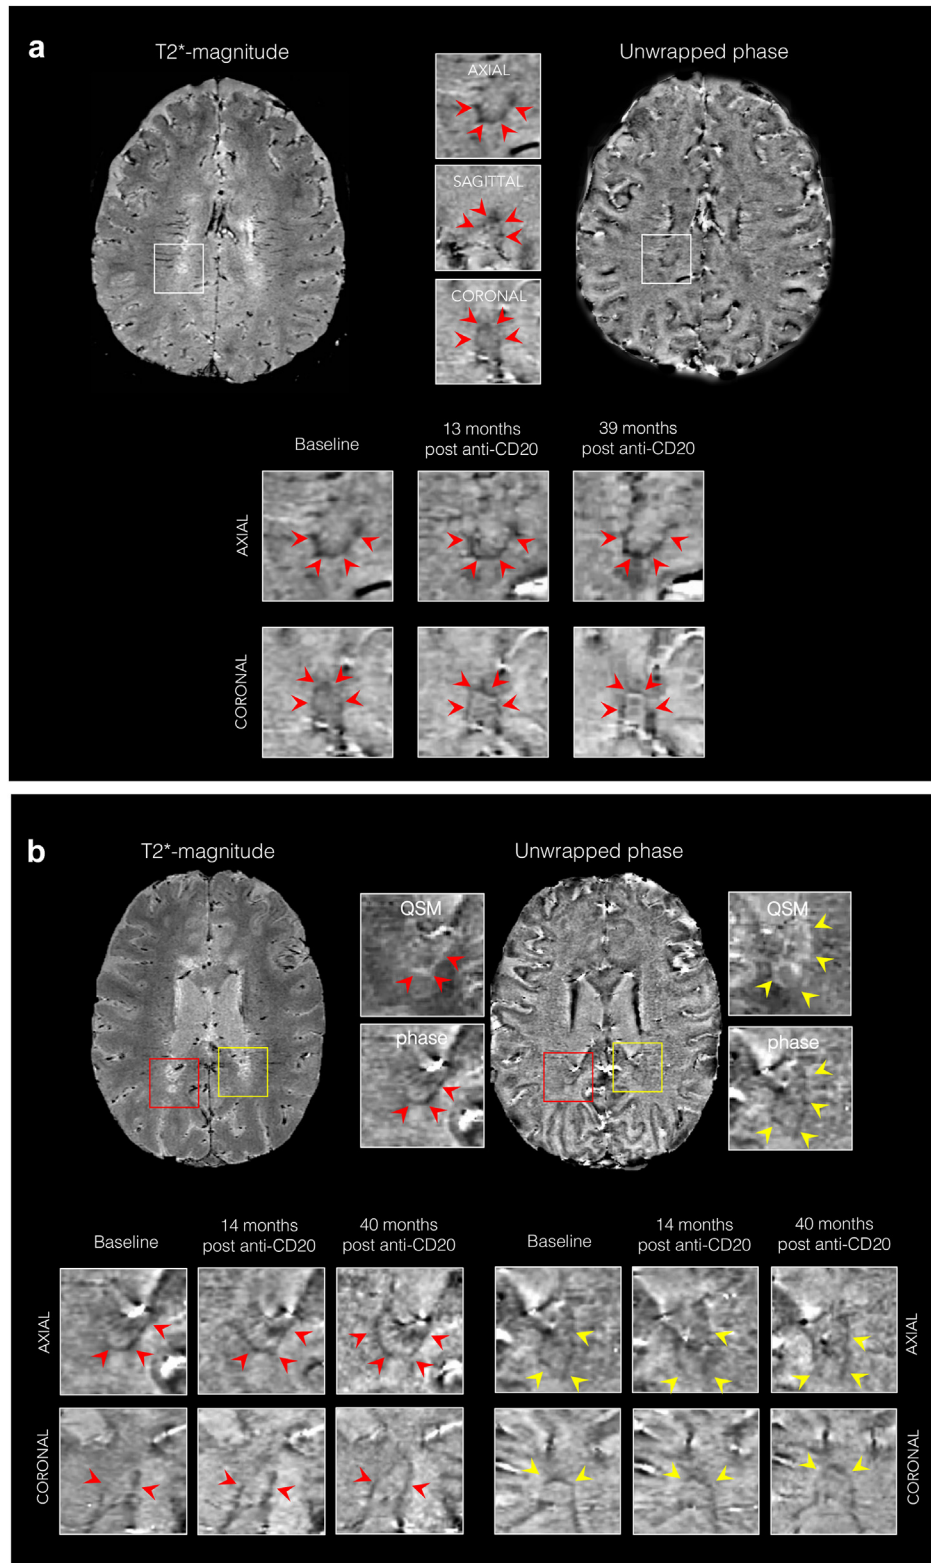 a
T2*-magnitude
Unwrapped phase
AXIAL
SAGITTAL
CORONAL
Baseline
13 months
post anti-CD20
39 months
post anti-CD20
AXIAL
CORONAL
b
T2*-magnitude
Unwrapped phase
QSM
phase
QSM
phase
Baseline
14 months
post anti-CD20
40 months
post anti-CD20
Baseline
14 months
post anti-CD20
40 months
post anti-CD20
AXIAL
AXIAL
CORONAL
CORONAL